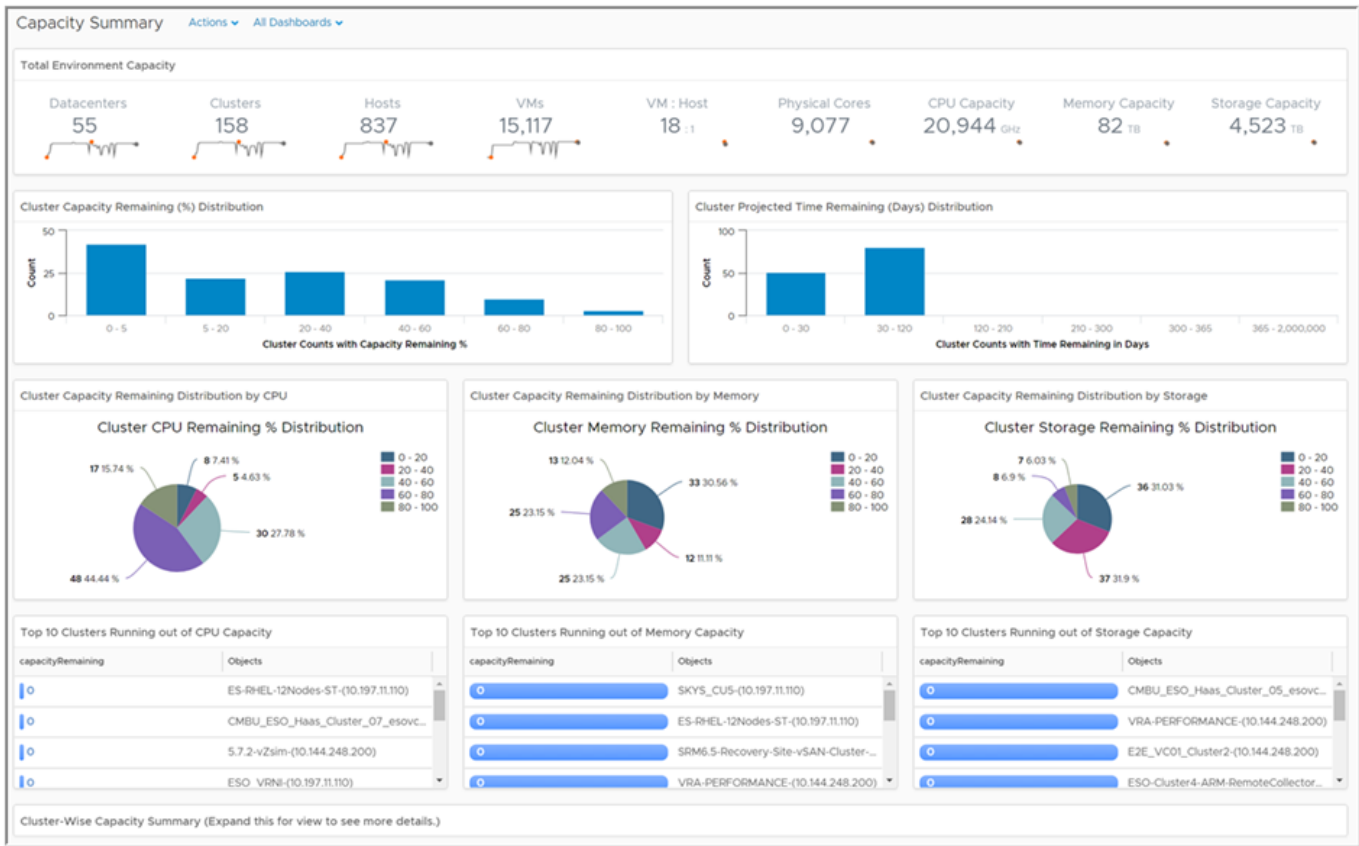 Capacity Summary Actions All Dashboards
Total Environment Capacity
Datacenters Clusters Hosts VMs VM : Host Physical Cores CPU Capacity Memory Capacity Storage Capacity
55 158 837 15,117 18 : 1 9,077 20,944 GHz 82 TB 4,523 TB
Cluster Capacity Remaining (%) Distribution
50
25
0
Count
0 - 5 5 - 20 20 - 40 40 - 60 60 - 80 80 - 100
Cluster Counts with Capacity Remaining %
Cluster Projected Time Remaining (Days) Distribution
100
50
0
Count
0 - 30 30 - 120 120 - 210 210 - 300 300 - 365 365 - 2,000,000
Cluster Counts with Time Remaining in Days
Cluster Capacity Remaining Distribution by CPU
Cluster CPU Remaining % Distribution
17 15.74 %
8 7.41 %
5 4.63 %
30 27.78 %
48 44.44 %
0 - 20
20 - 40
40 - 60
60 - 80
80 - 100
Cluster Capacity Remaining Distribution by Memory
Cluster Memory Remaining % Distribution
13 12.04 %
33 30.56 %
25 23.15 %
12 11.11 %
25 23.15 %
0 - 20
20 - 40
40 - 60
60 - 80
80 - 100
Cluster Capacity Remaining Distribution by Storage
Cluster Storage Remaining % Distribution
7 6.03 %
8 6.9 %
36 31.03 %
28 24.14 %
37 31.9 %
0 - 20
20 - 40
40 - 60
60 - 80
80 - 100
Top 10 Clusters Running out of CPU Capacity
capacityRemaining Objects
0 ES-RHEL-12Nodes-ST-(10.197.11.110)
0 CMBU_ESO_Haas_Cluster_07_esovc...
0 5.7.2-vZsim-(10.144.248.200)
0 ESO_VRNI-(10.197.11.110)
Top 10 Clusters Running out of Memory Capacity
capacityRemaining Objects
0 SKYS_CU5-(10.197.11.110)
0 ES-RHEL-12Nodes-ST-(10.197.11.110)
0 SRM6.5-Recovery-Site-vSAN-Cluster-...
0 VRA-PERFORMANCE-(10.144.248.200)
Top 10 Clusters Running out of Storage Capacity
capacityRemaining Objects
0 CMBU_ESO_Haas_Cluster_05_esovc...
0 VRA-PERFORMANCE-(10.144.248.200)
0 E2E_VC01_Cluster2-(10.144.248.200)
0 ESO-Cluster4-ARM-RemoteCollector...
Cluster-Wise Capacity Summary (Expand this for view to see more details.)